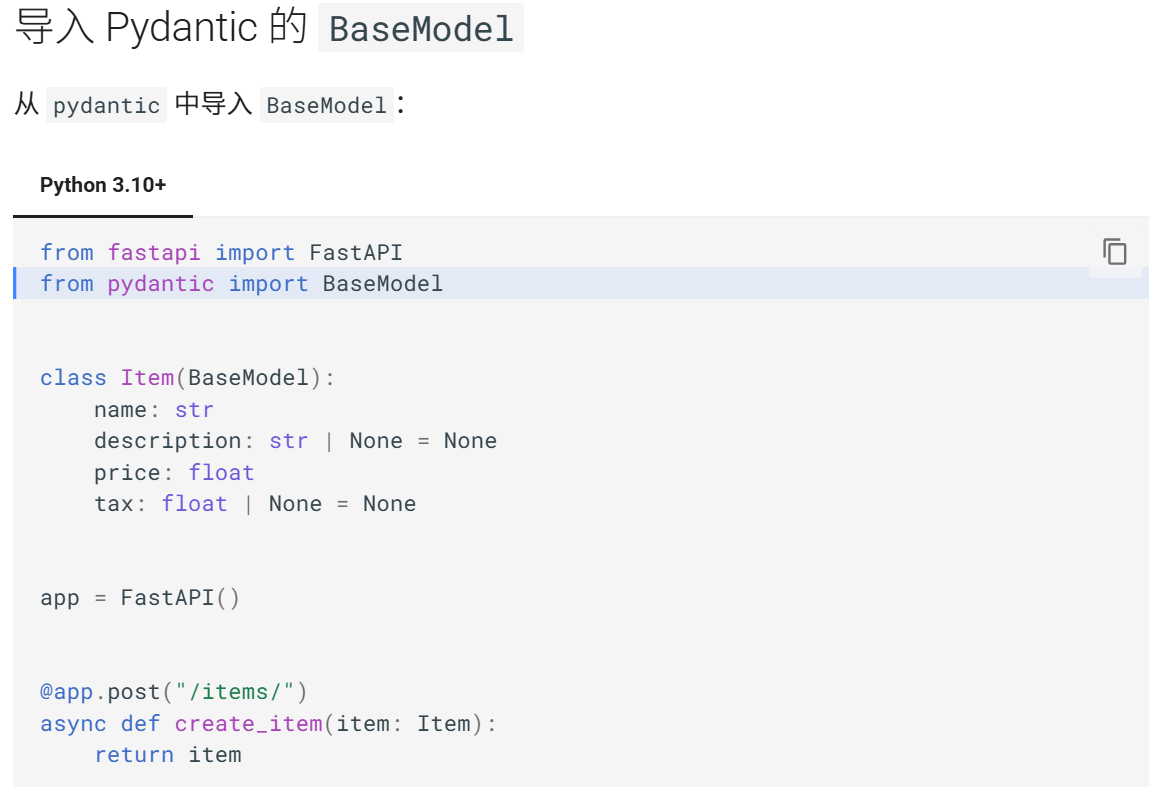 导入 Pydantic 的 BaseModel
从 pydantic 中导入 BaseModel：
Python 3.10+
from fastapi import FastAPI
from pydantic import BaseModel
class Item(BaseModel):
    name: str
    description: str | None = None
    price: float
    tax: float | None = None
app = FastAPI()
@app.post("/items/")
async def create_item(item: Item):
    return item